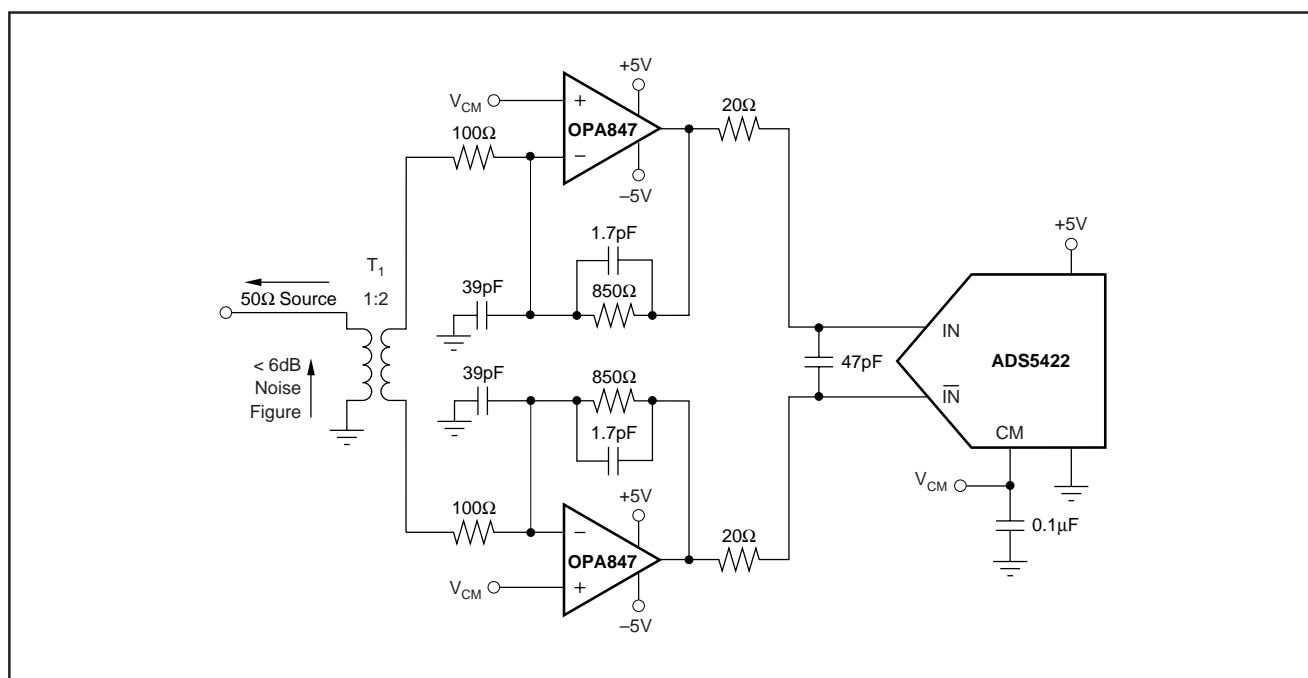 +5V
V_CM
+
OPA847
−
–5V
20Ω
100Ω
1.7pF
39pF
850Ω
T_1
1:2
50Ω Source
< 6dB
Noise
Figure
39pF
850Ω
1.7pF
100Ω
+5V
−
OPA847
+
V_CM
–5V
20Ω
47pF
+5V
IN
ADS5422
I̅N̅
CM
V_CM
0.1µF